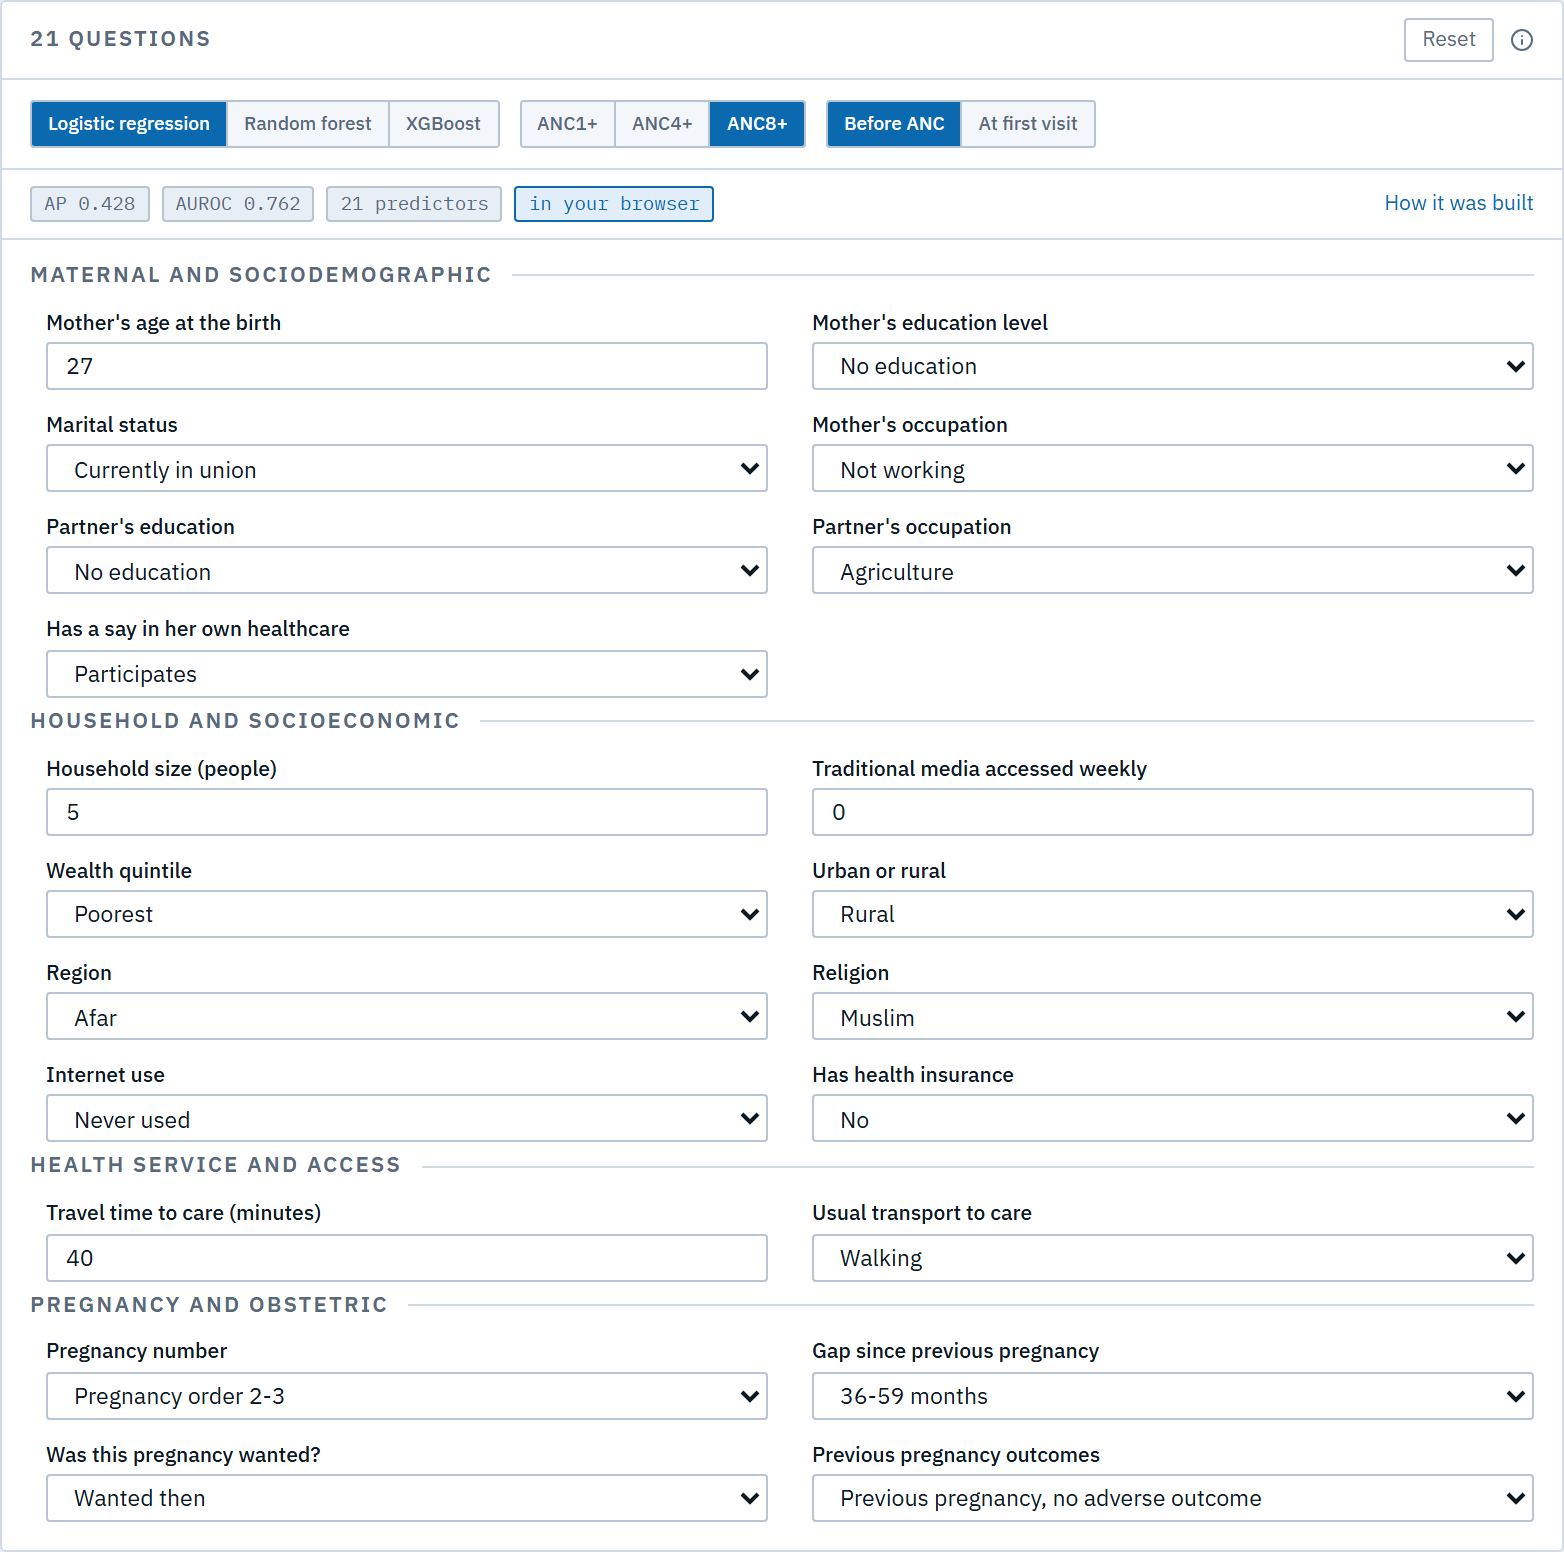 21 QUESTIONS
Reset
Logistic regression Random forest XGBoost ANC1+ ANC4+ ANC8+ Before ANC At first visit
AP 0.428 AUROC 0.762 21 predictors in your browser How it was built
MATERNAL AND SOCIODEMOGRAPHIC
Mother's age at the birth Mother's education level
27 No education
Marital status Mother's occupation
Currently in union Not working
Partner's education Partner's occupation
No education Agriculture
Has a say in her own healthcare
Participates
HOUSEHOLD AND SOCIOECONOMIC
Household size (people) Traditional media accessed weekly
5 0
Wealth quintile Urban or rural
Poorest Rural
Region Religion
Afar Muslim
Internet use Has health insurance
Never used No
HEALTH SERVICE AND ACCESS
Travel time to care (minutes) Usual transport to care
40 Walking
PREGNANCY AND OBSTETRIC
Pregnancy number Gap since previous pregnancy
Pregnancy order 2-3 36-59 months
Was this pregnancy wanted? Previous pregnancy outcomes
Wanted then Previous pregnancy, no adverse outcome